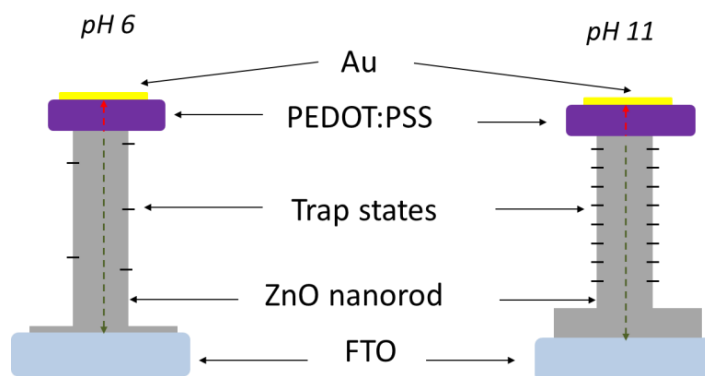 pH 6
pH 11
Au
PEDOT:PSS
Trap states
ZnO nanorod
FTO